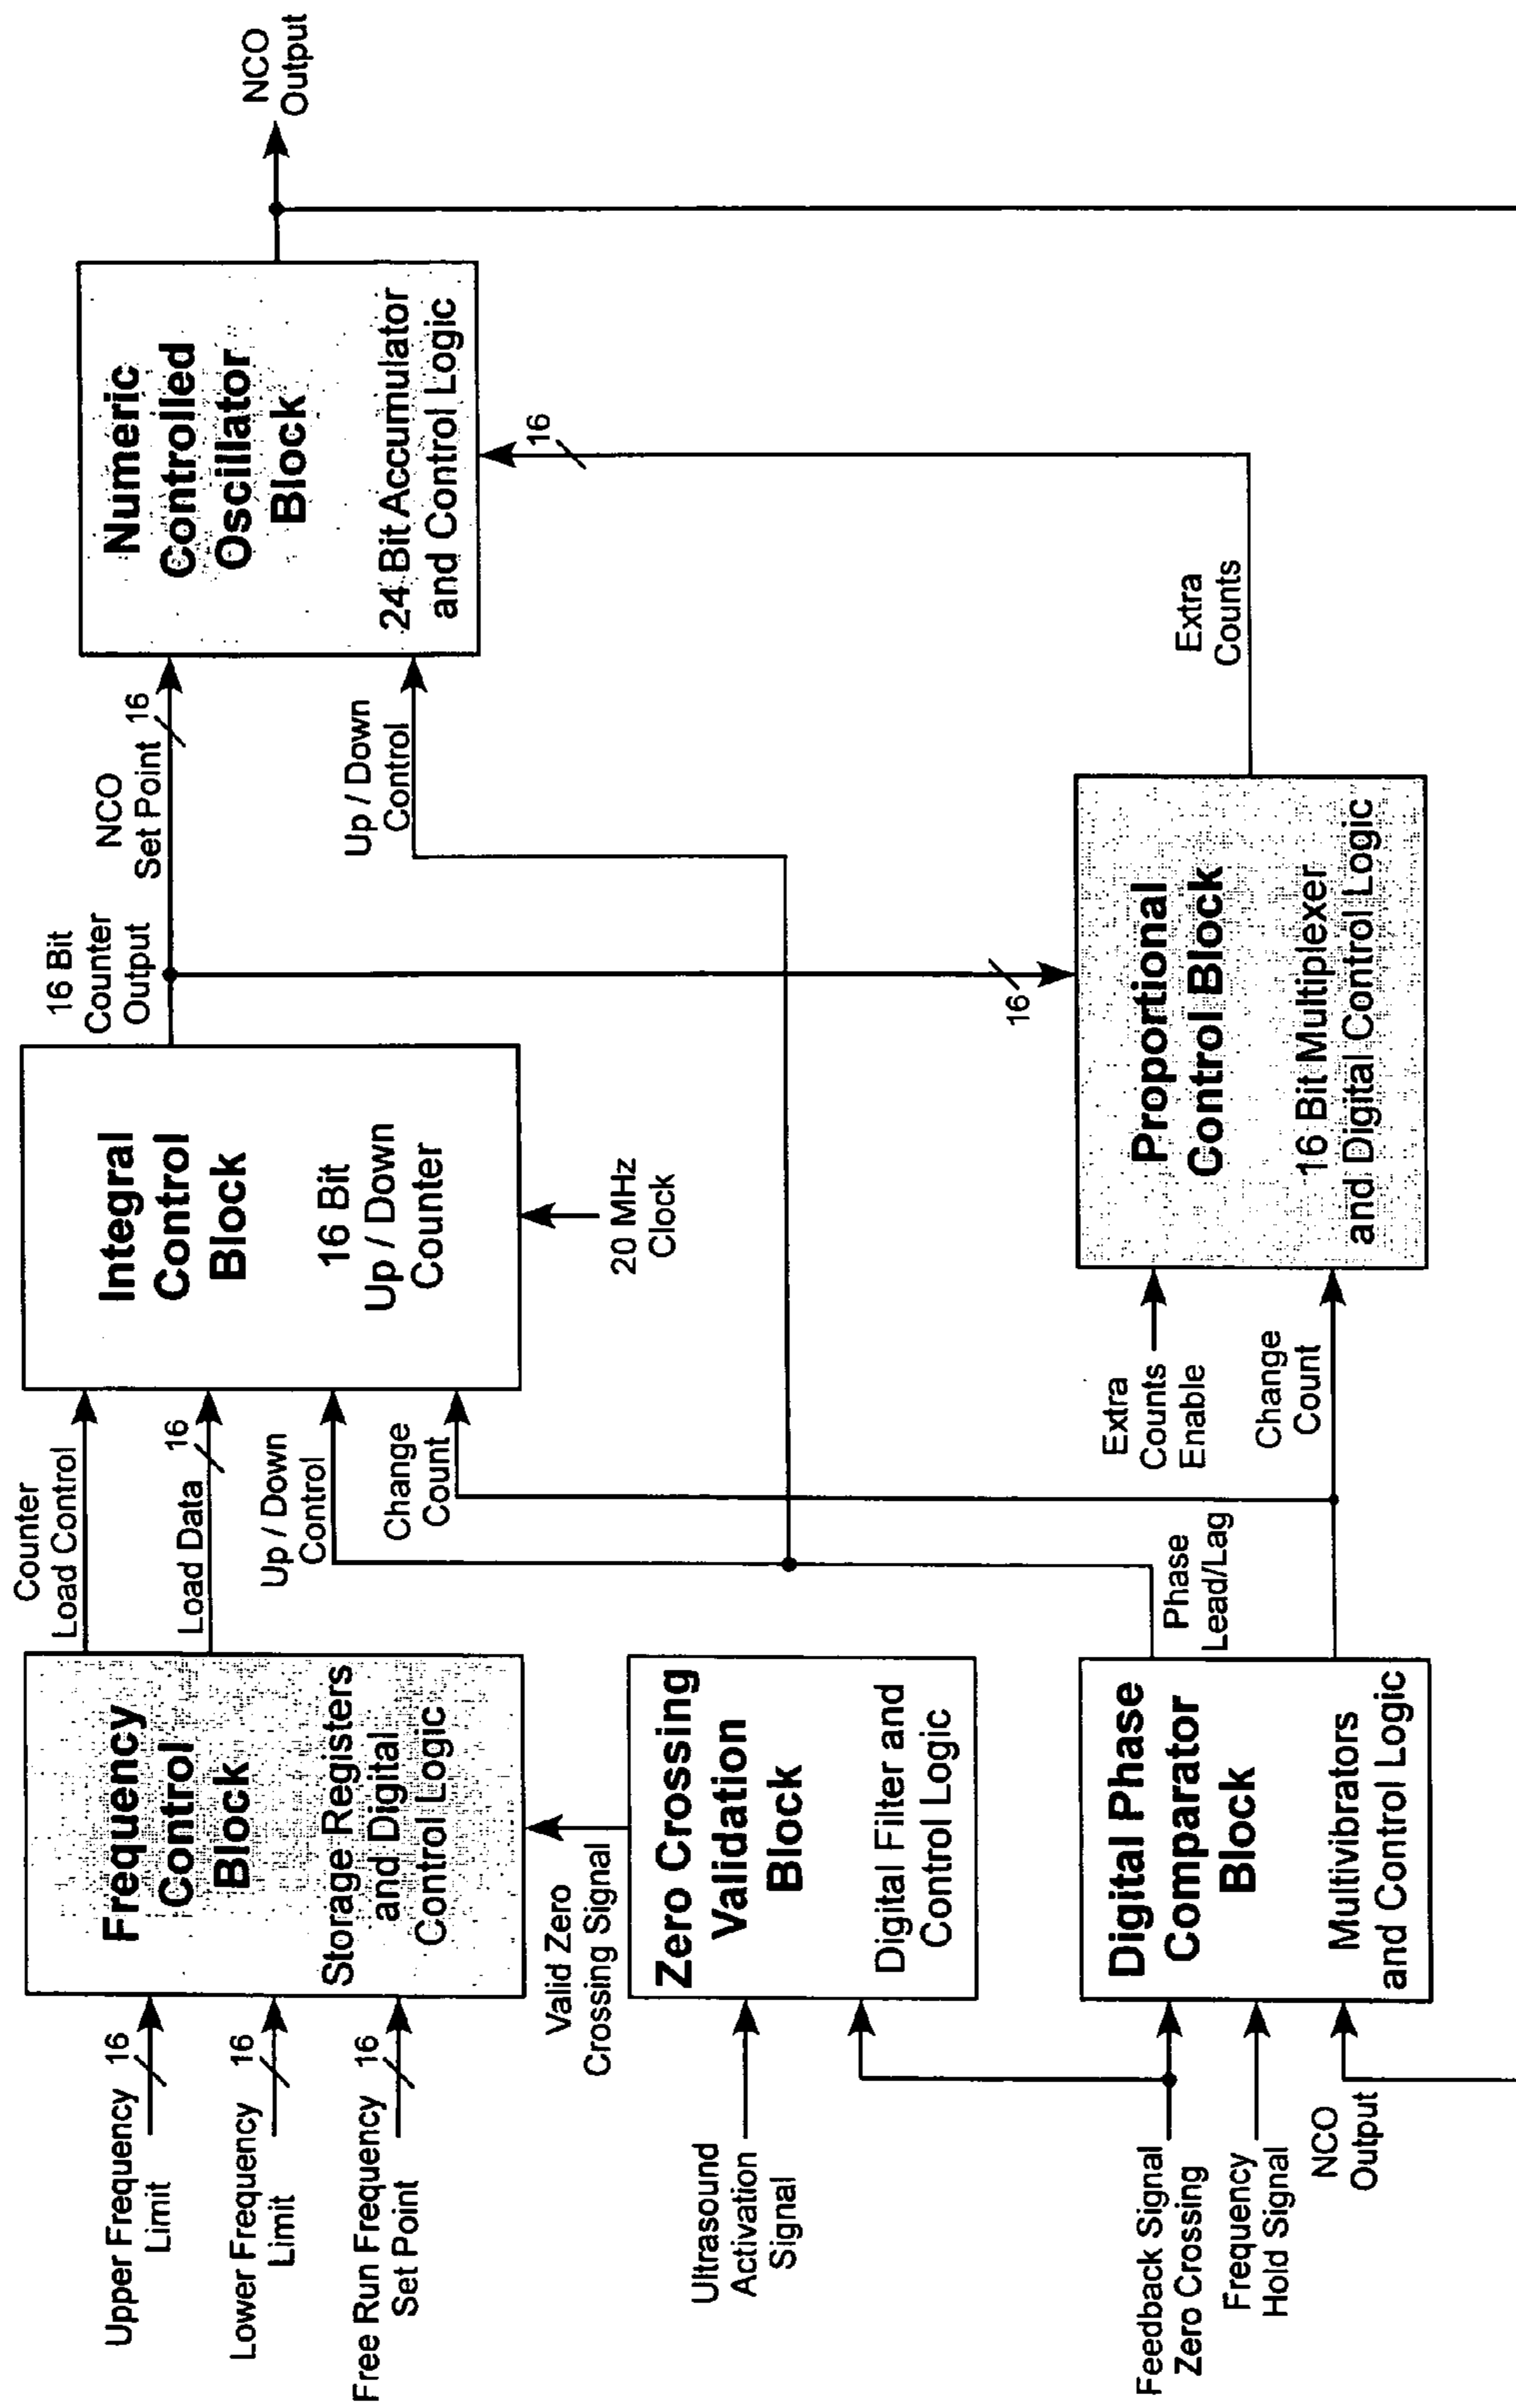 Upper Frequency
Limit
16
Lower Frequency
Limit
16
Free Run Frequency
Set Point
16
Frequency
Control
Block
Storage Registers
and Digital
Control Logic
Counter
Load Control
Load Data
16
Up / Down
Control
Change
Count
Integral
Control
Block
16 Bit
Up / Down
Counter
20 MHz
Clock
16 Bit
Counter
Output
NCO
Set Point
16
Up / Down
Control
Numeric
Controlled
Oscillator
Block
24 Bit Accumulator
and Control Logic
NCO
Output
Valid Zero
Crossing Signal
Ultrasound
Activation
Signal
Zero Crossing
Validation
Block
Digital Filter and
Control Logic
Feedback Signal
Zero Crossing
Frequency
Hold Signal
NCO
Output
Digital Phase
Comparator
Block
Multivibrators
and Control Logic
Phase
Lead/Lag
Extra
Counts
Enable
Change
Count
16
Proportional
Control Block
16 Bit Multiplexer
and Digital Control Logic
Extra
Counts
16